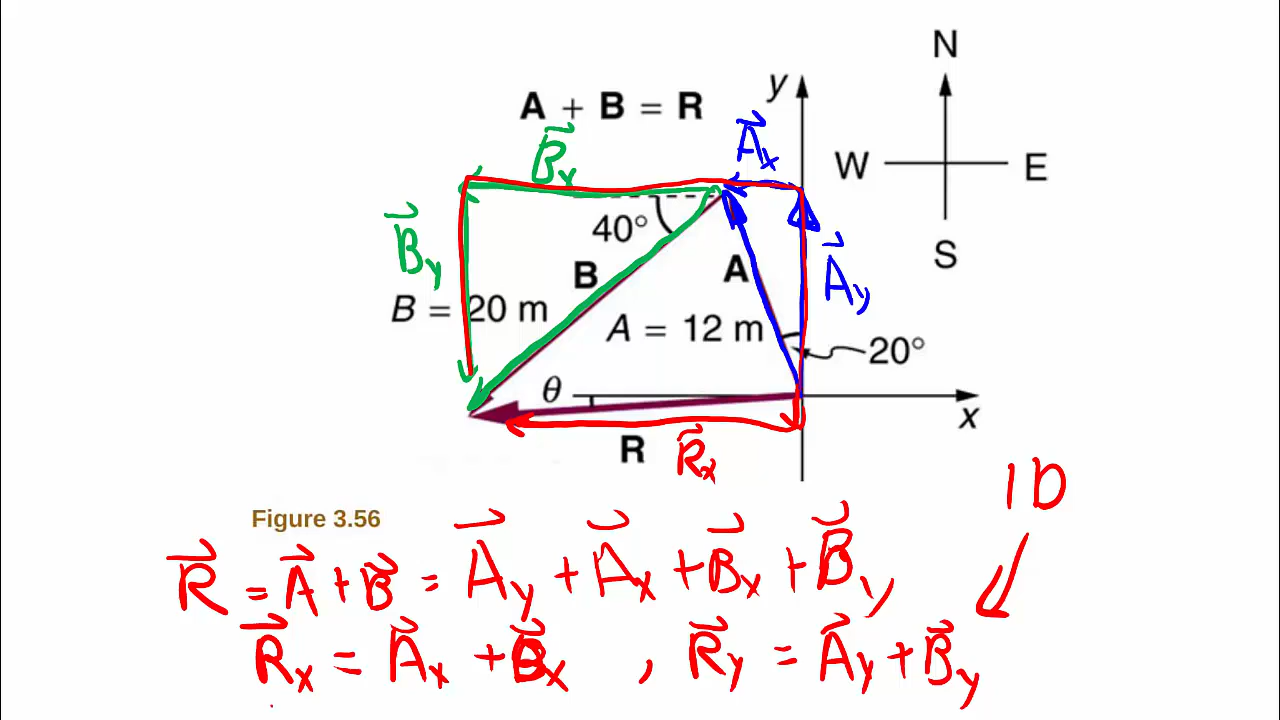 N
y
A + B = R
A⃗x
B⃗x
W E
40°
B⃗y
S
B
A
A⃗y
B = 20 m
A = 12 m
20°
θ
x
R
R⃗x
1D
Figure 3.56
R⃗ = A⃗ + B⃗ = A⃗y + A⃗x + B⃗x + B⃗y
R⃗x = A⃗x + B⃗x , R⃗y = A⃗y + B⃗y